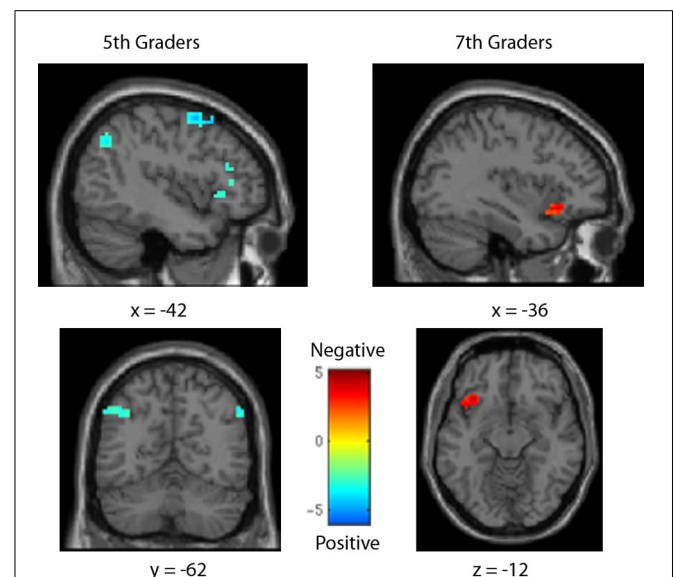 5th Graders
7th Graders
x = -42
x = -36
Negative
5
0
-5
Positive
y = -62
z = -12